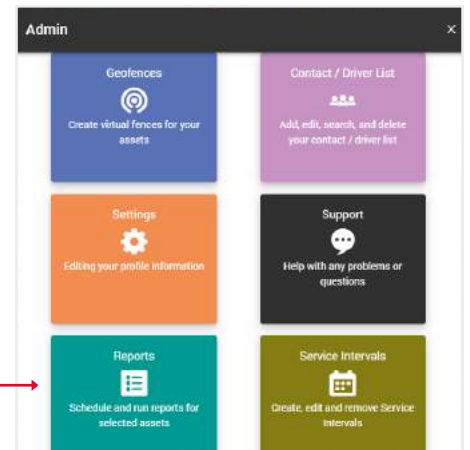 Admin
Geofences
Create virtual fences for your
assets
Contact / Driver List
Add, edit, search, and delete
your contact / driver list
Settings
Editing your profile information
Support
Help with any problems or
questions
Reports
Schedule and run reports for
selected assets
Service Intervals
Create, edit and remove Service
Intervals